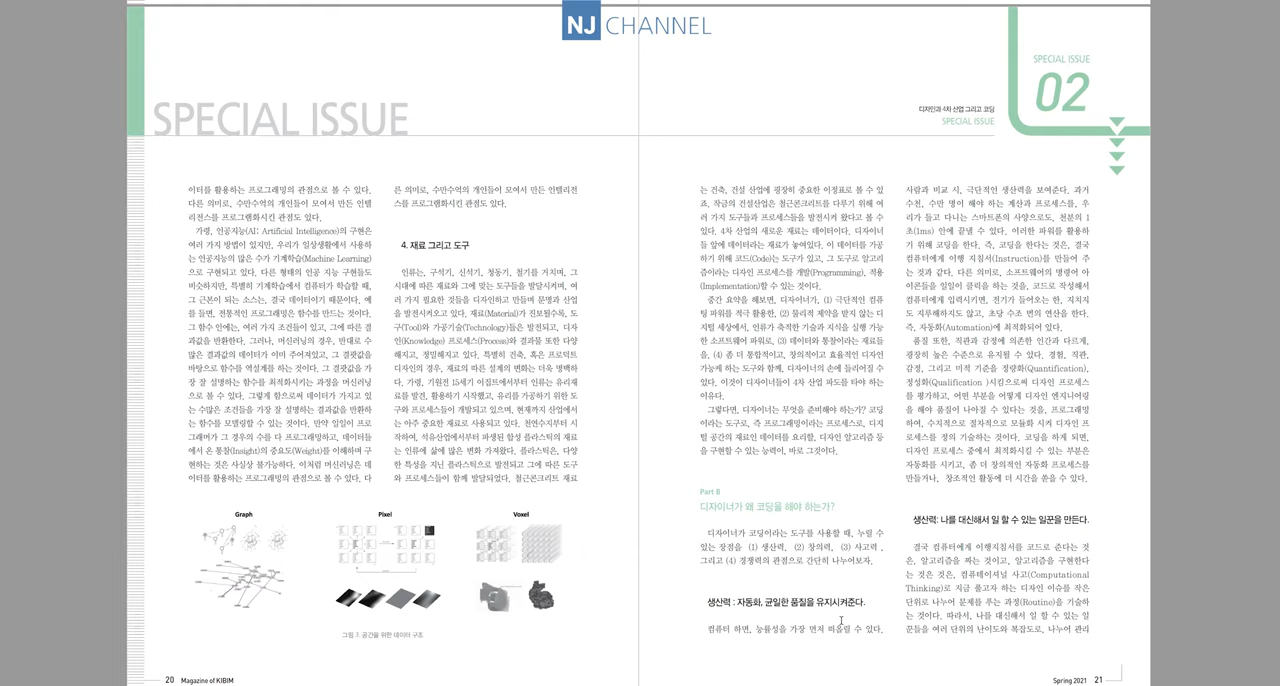 NJ CHANNEL
SPECIAL ISSUE
디자인과 4차 산업 그리고 코딩
SPECIAL ISSUE
SPECIAL ISSUE
02
이터를 활용하는 프로그래밍의 관점으로 볼 수 있다.
다른 의미로, 수만수억의 개인들이 모여서 만든 인텔
리전스를 프로그램화시킨 관점도 있다.
가령, 인공지능(AI: Artificial Intelligence)의 구현은
여러 가지 방법이 있지만, 우리가 실생활에서 사용하
는 인공지능의 많은 수가 기계학습(Machine Learning)
으로 구현되고 있다. 다른 형태들의 인공 지능 구현들도
비슷하지만, 특별히 기계학습에서 컴퓨터가 학습할 때,
그 근본이 되는 소스는, 결국 데이터이기 때문이다. 예
를 들면, 전통적인 프로그래밍은 함수를 만드는 것이다.
그 함수 안에는, 여러 가지 조건들이 있고, 그에 따른 결
과값을 반환한다. 그러나, 머신러닝의 경우, 반대로 수
많은 결괏값의 데이터가 이미 주어지고, 그 결괏값을
바탕으로 함수를 역설계를 하는 것이다. 그 결괏값을 가
장 잘 표현하는 함수를 최적화시키는 과정을 머신러닝
으로 볼 수 있다. 그렇게 함으로써 데이터가 가지고 있
는 수많은 조건들을 가장 잘 설명하는 결괏값을 반환하
는 함수로 모델링할 수 있는 것이다. 만약 일일이 프로
그래머가 그 경우의 수를 다 프로그래밍하고, 데이터들
에서 온 통찰(Insight)의 중요도(Weights)를 이해하며 구
현하는 것은 사실상 불가능하다. 이처럼 머신러닝은 데
이터를 활용하는 프로그래밍의 관점으로 볼 수 있다. 다
른 의미로, 수만수억의 개인들이 모여서 만든 인텔리전
스를 프로그램화시킨 관점도 있다.
4. 재료 그리고 도구
인류는, 구석기, 신석기, 청동기, 철기를 거치며, 그
시대에 따른 재료와 그에 맞는 도구들을 발달시켜며,
각가지 필요한 것들을 디자인하고 만들며 문명과 산업
을 발전시켜오고 있다. 재료(Material)가 진보될수록, 도
구(Tool)와 가공기술(Technology)들은 발전되고, 디자인
(Knowledge) 프로세스(Process)와 결과물 또한 다양
해지고, 정밀해지고 있다. 특별히 건축, 혹은 프로덕트
디자인의 경우, 재료의 따른 설계의 변화는 더욱 명확하
다. 가령, 기원전 15세기 이집트에서부터 인류는 유리에
료를 발전, 활용하기 시작했고, 유리를 가공하기 위한 도
구와 프로세스들이 개발되고 있으며, 현재까지 산업에서
아주 중요한 재료로 사용되고 있다. 천연수지부터 시
작하여, 석유산업에서부터 파생된 합성 플라스틱의 재료
는 인류에 삶에 많은 변화 가져왔다. 플라스틱은, 여러
특성을 지닌 플라스틱으로 발전되고 그에 따른 도구들
와 프로세스들이 함께 발전되었다. 철근콘크리트 재료
Graph
Pixel
Voxel
그림 3. 공간을 위한 데이터 구조
는 건축, 건설 산업에 굉장히 중요한 이정표로 볼 수 있
죠, 작금의 건설산업은 철근콘크리트를 다루기 위해 여
러 가지 도구들과 프로세스들을 발전시켜 왔다고 볼 수
있다. 4차 산업의 새로운 재료는 데이터이다. 디자이너
들 앞에 데이터라는 재료가 놓여있다. 이 데이터를 가공
하기 위해 코드(Code)는 도구가 있고, 그 도구로 알고리
즘이라는 디자인 프로세스를 개발(Programming), 적용
(Implementation)할 수 있는 것이다.
중간 요약을 해보면, 디자이너가, (1) 개인적인 컴퓨
팅 파워를 적극 활용한, (2) 물리적 제약을 받지 않는 디
지털 세상에서, 인류가 축적한 기술과 지식를 실행 가능
한 소프트웨어 파워로, (3) 데이터와 통찰이라는 재료들
을, (4) 좀 더 정량적이고, 창의적이고 효율적인 디자인
가능케 하는 도구와 함께, 디자이너의 손에 들려어질 수
있다. 이것이 디자이너들이 4차 산업 파도를 타야 하는
이유다.
그렇다면, 디자이너는 무엇을 준비해야 하는가? 코딩
이라는 도구로, 즉 프로그래밍이라는 프로세스로, 디지
털 공간의 재료인 데이터를 요리할, 디자인 알고리즘 등
을 구현할 수 있는 능력이, 바로 그것이다.
Part B
디자이너가 왜 코딩을 해야 하는가?
디자이너가 코딩이라는 도구를 사용할 때, 누릴 수
있는 장점을 (1) 생산력, (2) 창의력, (3) 사고력 ,
그리고 (4) 경쟁력의 관점으로 간단하게 나누어보자.
생산력 : 자동화, 균일한 품질을 유지시켜준다.
컴퓨터 파워의 능률성을 가장 먼저 꼽을 수 있다.
사람과 비교 시, 극단적인 생산력을 보여준다. 과거
수천, 수만 명이 해야 하는 계산과 프로세스를, 우
리가 들고 다니는 스마트폰의 사양으로도, 천분의 1
초(1ms) 안에 끝낼 수 있다. 이러한 파워를 활용하
기 위해 코딩을 한다. 즉, 코딩을 한다는 것은, 결국
컴퓨터에게 이행 지침서(Instruction)를 만들어 주
는 것과 같다. 다른 의미로, 소프트웨어의 명령어 아
이콘들을 일일이 클릭을 하는 것을, 코드로 작성해서
컴퓨터에게 입력시키면, 전기가 들어오는 한, 지치지
도 지루해하지도 않고, 초당 수조 번의 연산을 한다.
즉, 자동화(Automation)에 최적화되어 있다.
품질 또한, 직관과 감정에 의존한 인간과 다르게,
굉장히 높은 수준으로 유지될 수 있다. 경험, 직관,
감정, 그리고 미적 기준을 정량화(Quantification),
정성화(Qualification )시킴으로써 디자인 프로세스
를 평가하고, 어떤 부분을 어떻게 디자인 엔지니어링
을 해야 품질이 나아질 수 있다는 것을, 프로그래밍
하여, 수치적으로 절차적으로 모듈화 시켜 디자인 프
로세스를 정의 기술하는 것이다. 코딩을 하게 되면,
디자인 프로세스 중에서 최적화시킬 수 있는 부분은
자동화를 시키고, 좀 더 창의적인 자동화 프로세스를
만들거나, 창조적인 활동에 더 시간을 쏟을 수 있다.
생산력: 나를 대신해서 일 할 수 있는 일꾼을 만든다.
결국 컴퓨터에게 이행지침서를 코드로 준다는 것
은, 알고리즘을 짜는 것이고, 알고리즘을 구현한다
는 것은 것은, 컴퓨테이셔널 사고(Computational
Thinking)로 지금 풀고자 하는 디자인 이슈를 작은
단위로 나누어 문제를 푸는 과정(Routine)을 기술하
는 것이다. 따라서, 나를 대신해서 일 할 수 있는 일
꾼들을 여러 단위의 난이도와 복잡도로, 나누어 관리
20 Magazine of KIBIM
Spring 2021 21